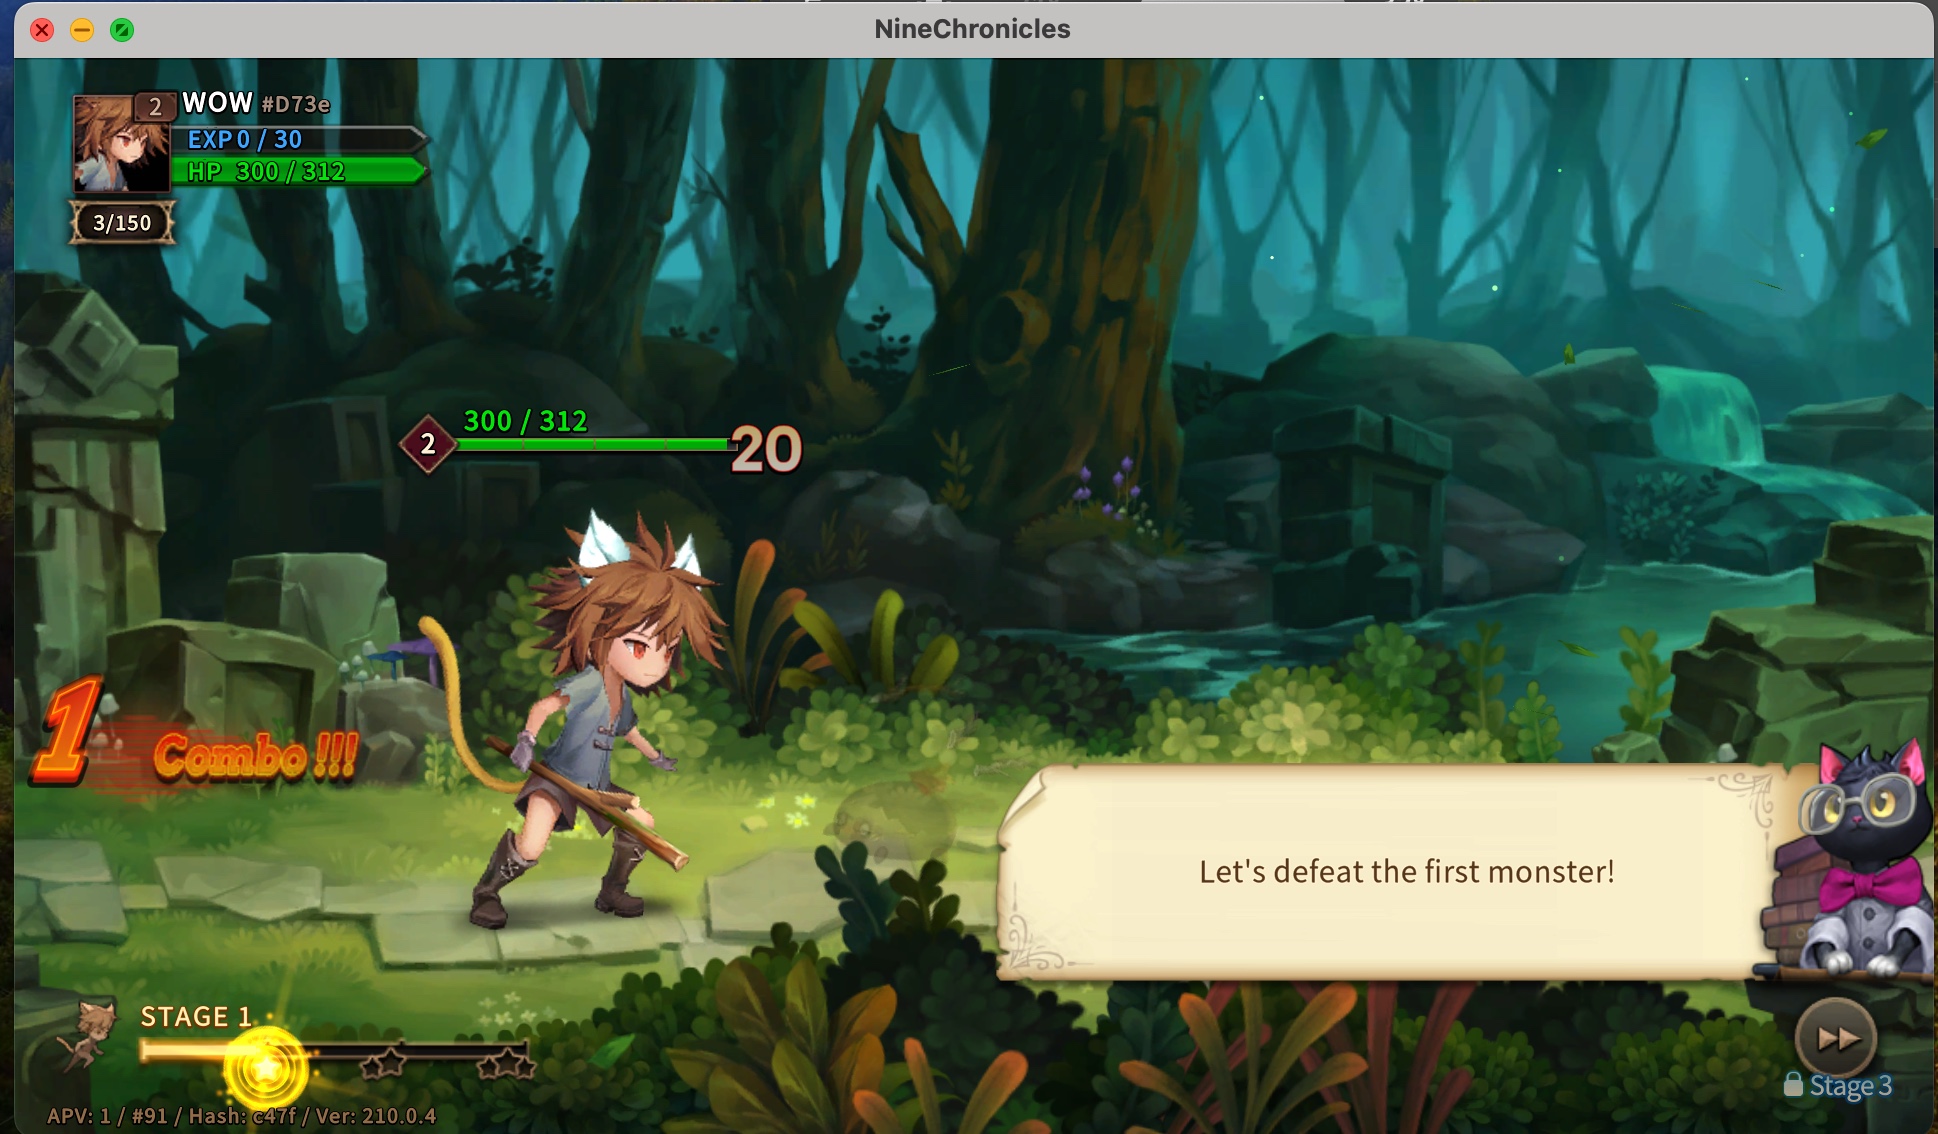 NineChronicles
2 WOW #D73e
EXP 0 / 30
HP 300 / 312
3/150
300 / 312
2
20
1 Combo!!!
Let's defeat the first monster!
STAGE 1
Stage 3
APV: 1 / #91 / Hash: c47f / Ver: 210.0.4